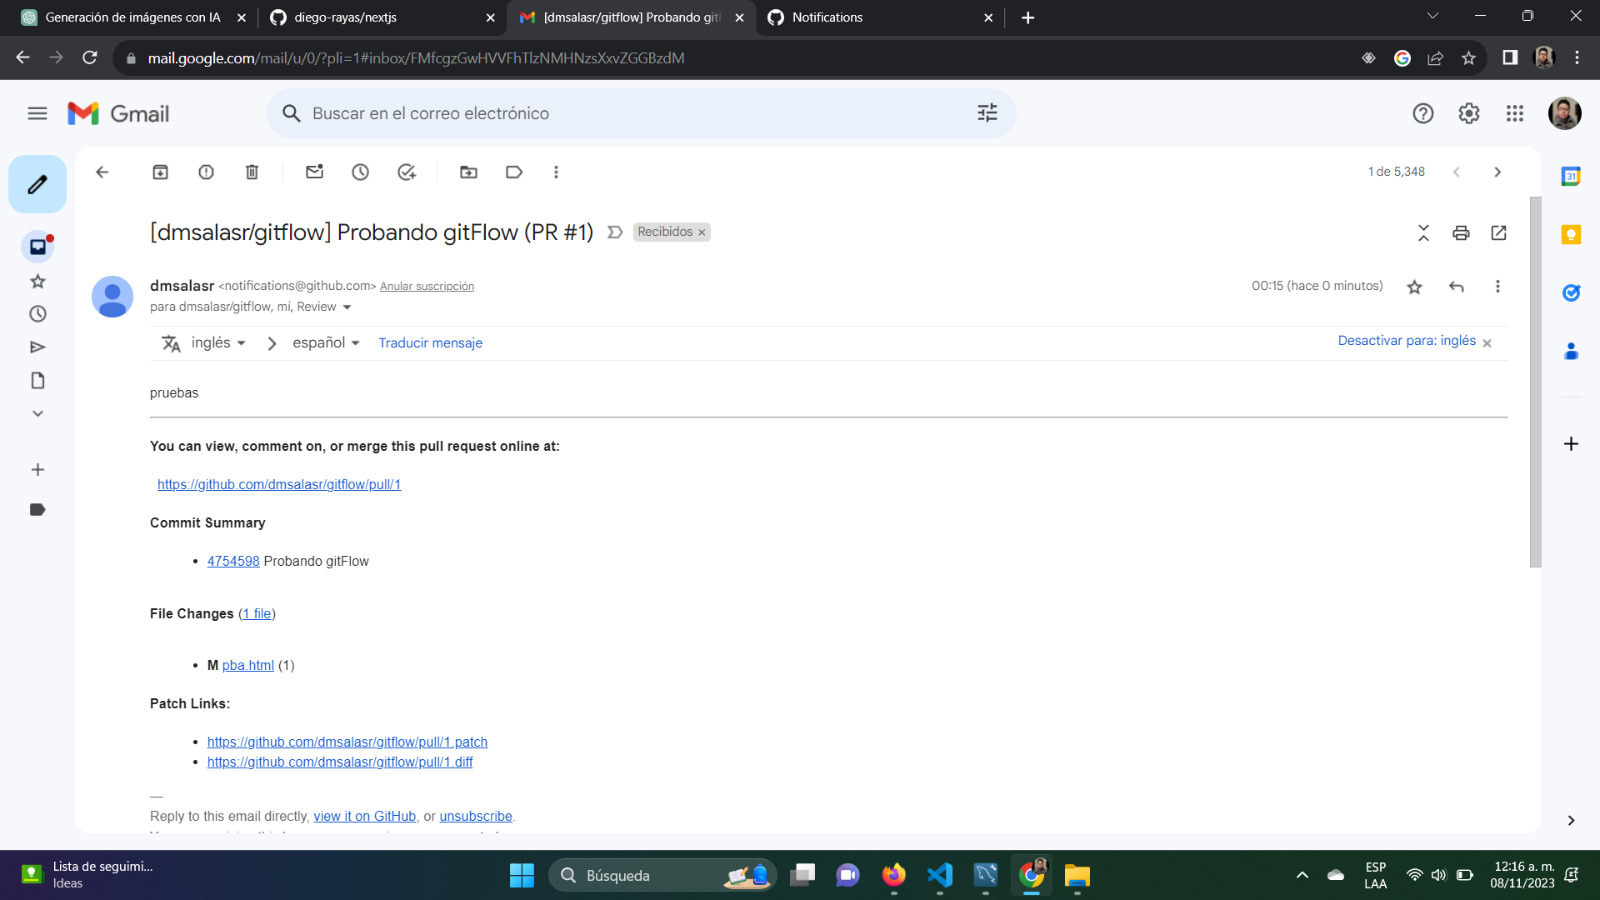 Generación de imágenes con IA
diego-rayas/nextjs
[dmsalasr/gitflow] Probando git
Notifications
mail.google.com/mail/u/0/?pli=1#inbox/FMfcgzGwHVVFhTlzNMHNzsXxvZGGBzdM
Gmail
Buscar en el correo electrónico
1 de 5,348
[dmsalasr/gitflow] Probando gitFlow (PR #1)
Recibidos ×
dmsalasr <notifications@github.com> Anular suscripción
00:15 (hace 0 minutos)
para dmsalasr/gitflow, mí, Review
inglés
español
Traducir mensaje
Desactivar para: inglés
pruebas
You can view, comment on, or merge this pull request online at:
https://github.com/dmsalasr/gitflow/pull/1
Commit Summary
• 4754598 Probando gitFlow
File Changes (1 file)
• M pba.html (1)
Patch Links:
• https://github.com/dmsalasr/gitflow/pull/1.patch
• https://github.com/dmsalasr/gitflow/pull/1.diff
—
Reply to this email directly, view it on GitHub, or unsubscribe.
31
Lista de seguimi...
Ideas
Búsqueda
ESP
LAA
12:16 a. m.
08/11/2023